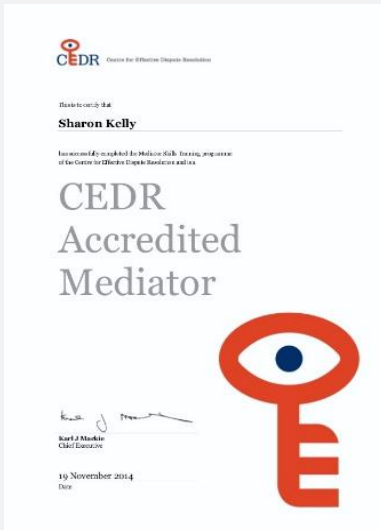 CEDR Centre for Effective Dispute Resolution
This is to certify that
Sharon Kelly
has successfully completed the Mediator Skills Training programme
of the Centre for Effective Dispute Resolution and is a
CEDR
Accredited
Mediator
Karl J Mackie
Chief Executive
19 November 2014
Date